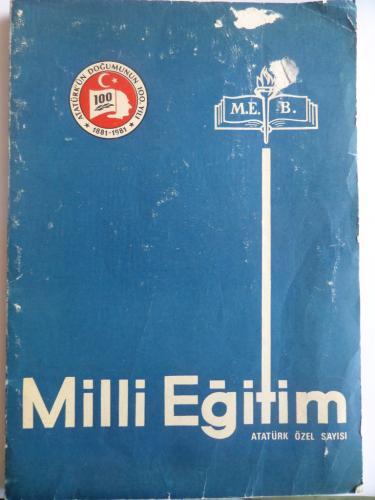 ATATÜRK'ÜN DOĞUMUNUN 100. YILI
100
1881-1981
M.E. B.
Milli Eğitim
ATATÜRK ÖZEL SAYISI